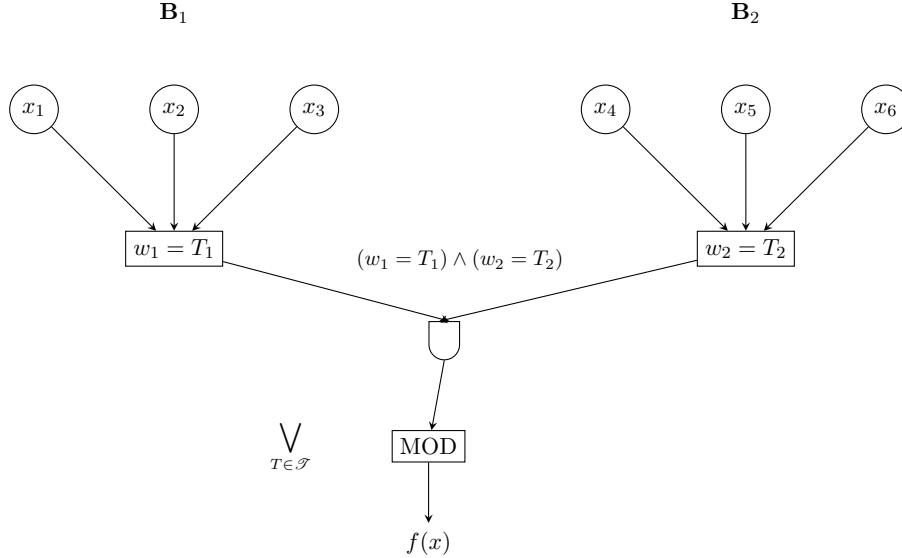 B₁ B₂
x₁ x₂ x₃ x₄ x₅ x₆
w₁ = T₁ w₂ = T₂
(w₁ = T₁) ∧ (w₂ = T₂)
⋁ MOD
T∈𝒯
f(x)